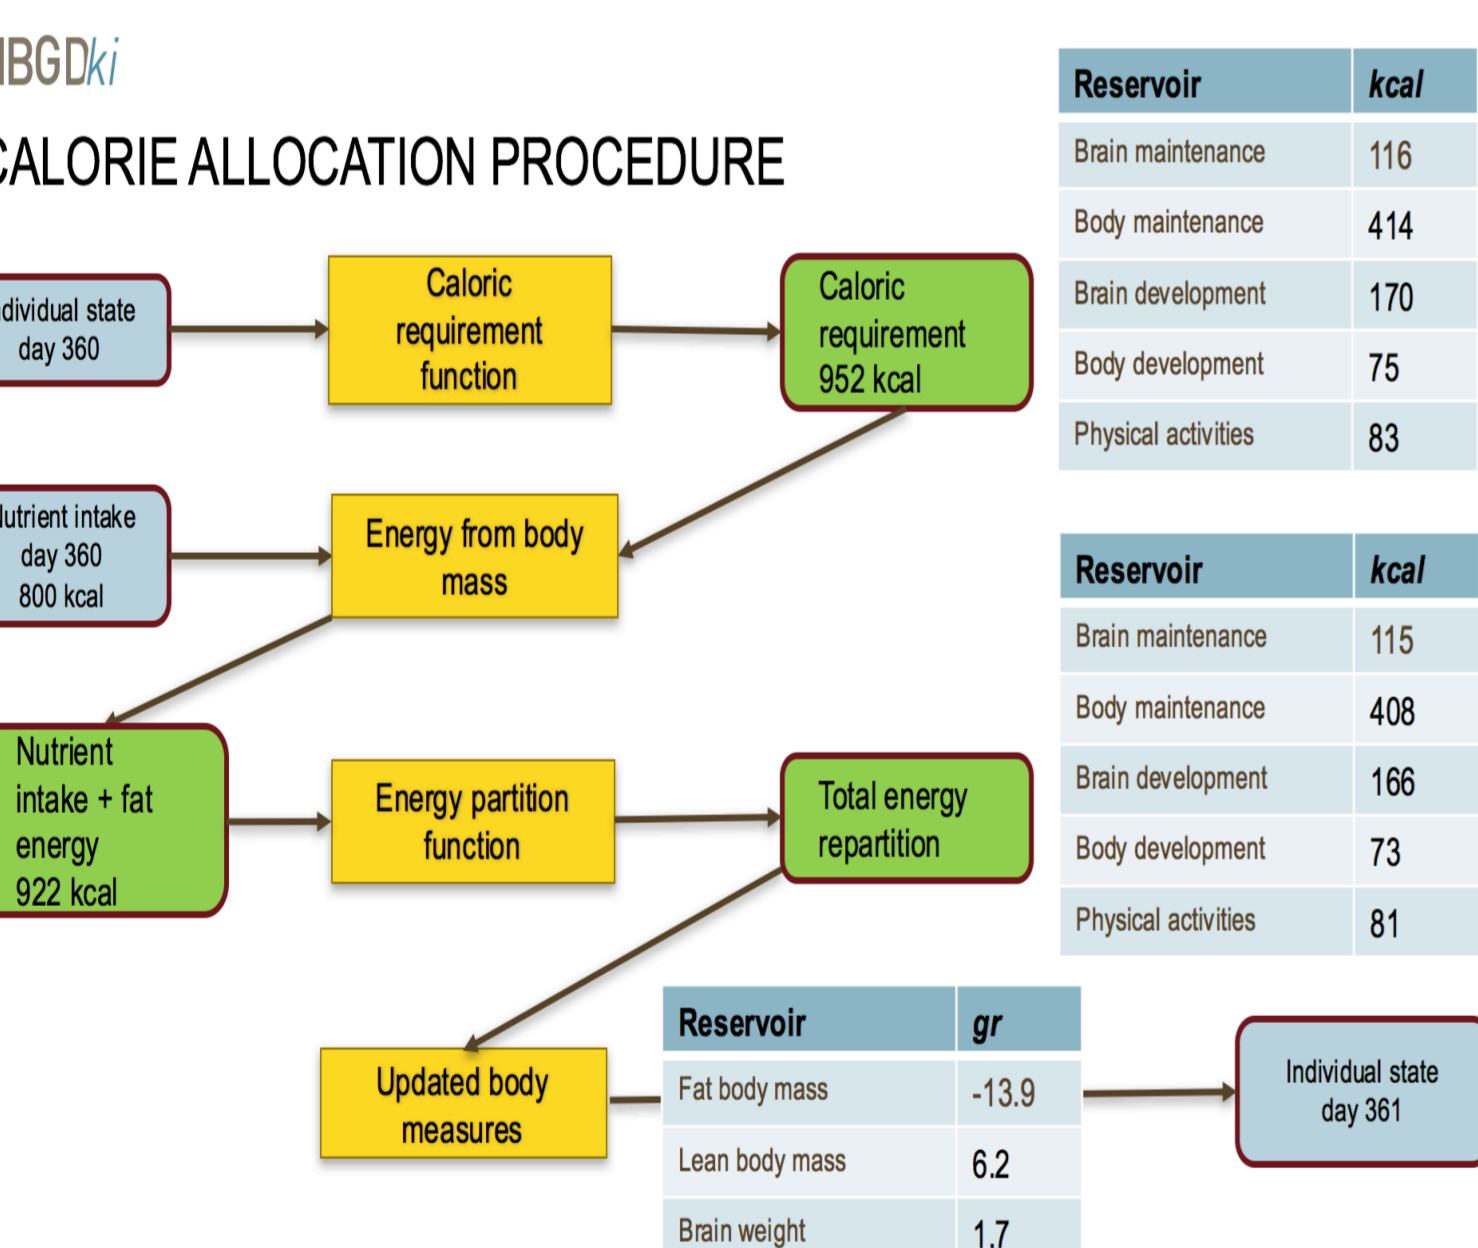 HBGDki
CALORIE ALLOCATION PROCEDURE
Reservoir kcal
Brain maintenance 116
Body maintenance 414
Brain development 170
Body development 75
Physical activities 83
Individual state
day 360
Caloric
requirement
function
Caloric
requirement
952 kcal
Nutrient intake
day 360
800 kcal
Energy from body
mass
Reservoir kcal
Brain maintenance 115
Body maintenance 408
Brain development 166
Body development 73
Physical activities 81
Nutrient
intake + fat
energy
922 kcal
Energy partition
function
Total energy
repartition
Updated body
measures
Reservoir gr
Fat body mass -13.9
Lean body mass 6.2
Brain weight 1.7
Individual state
day 361